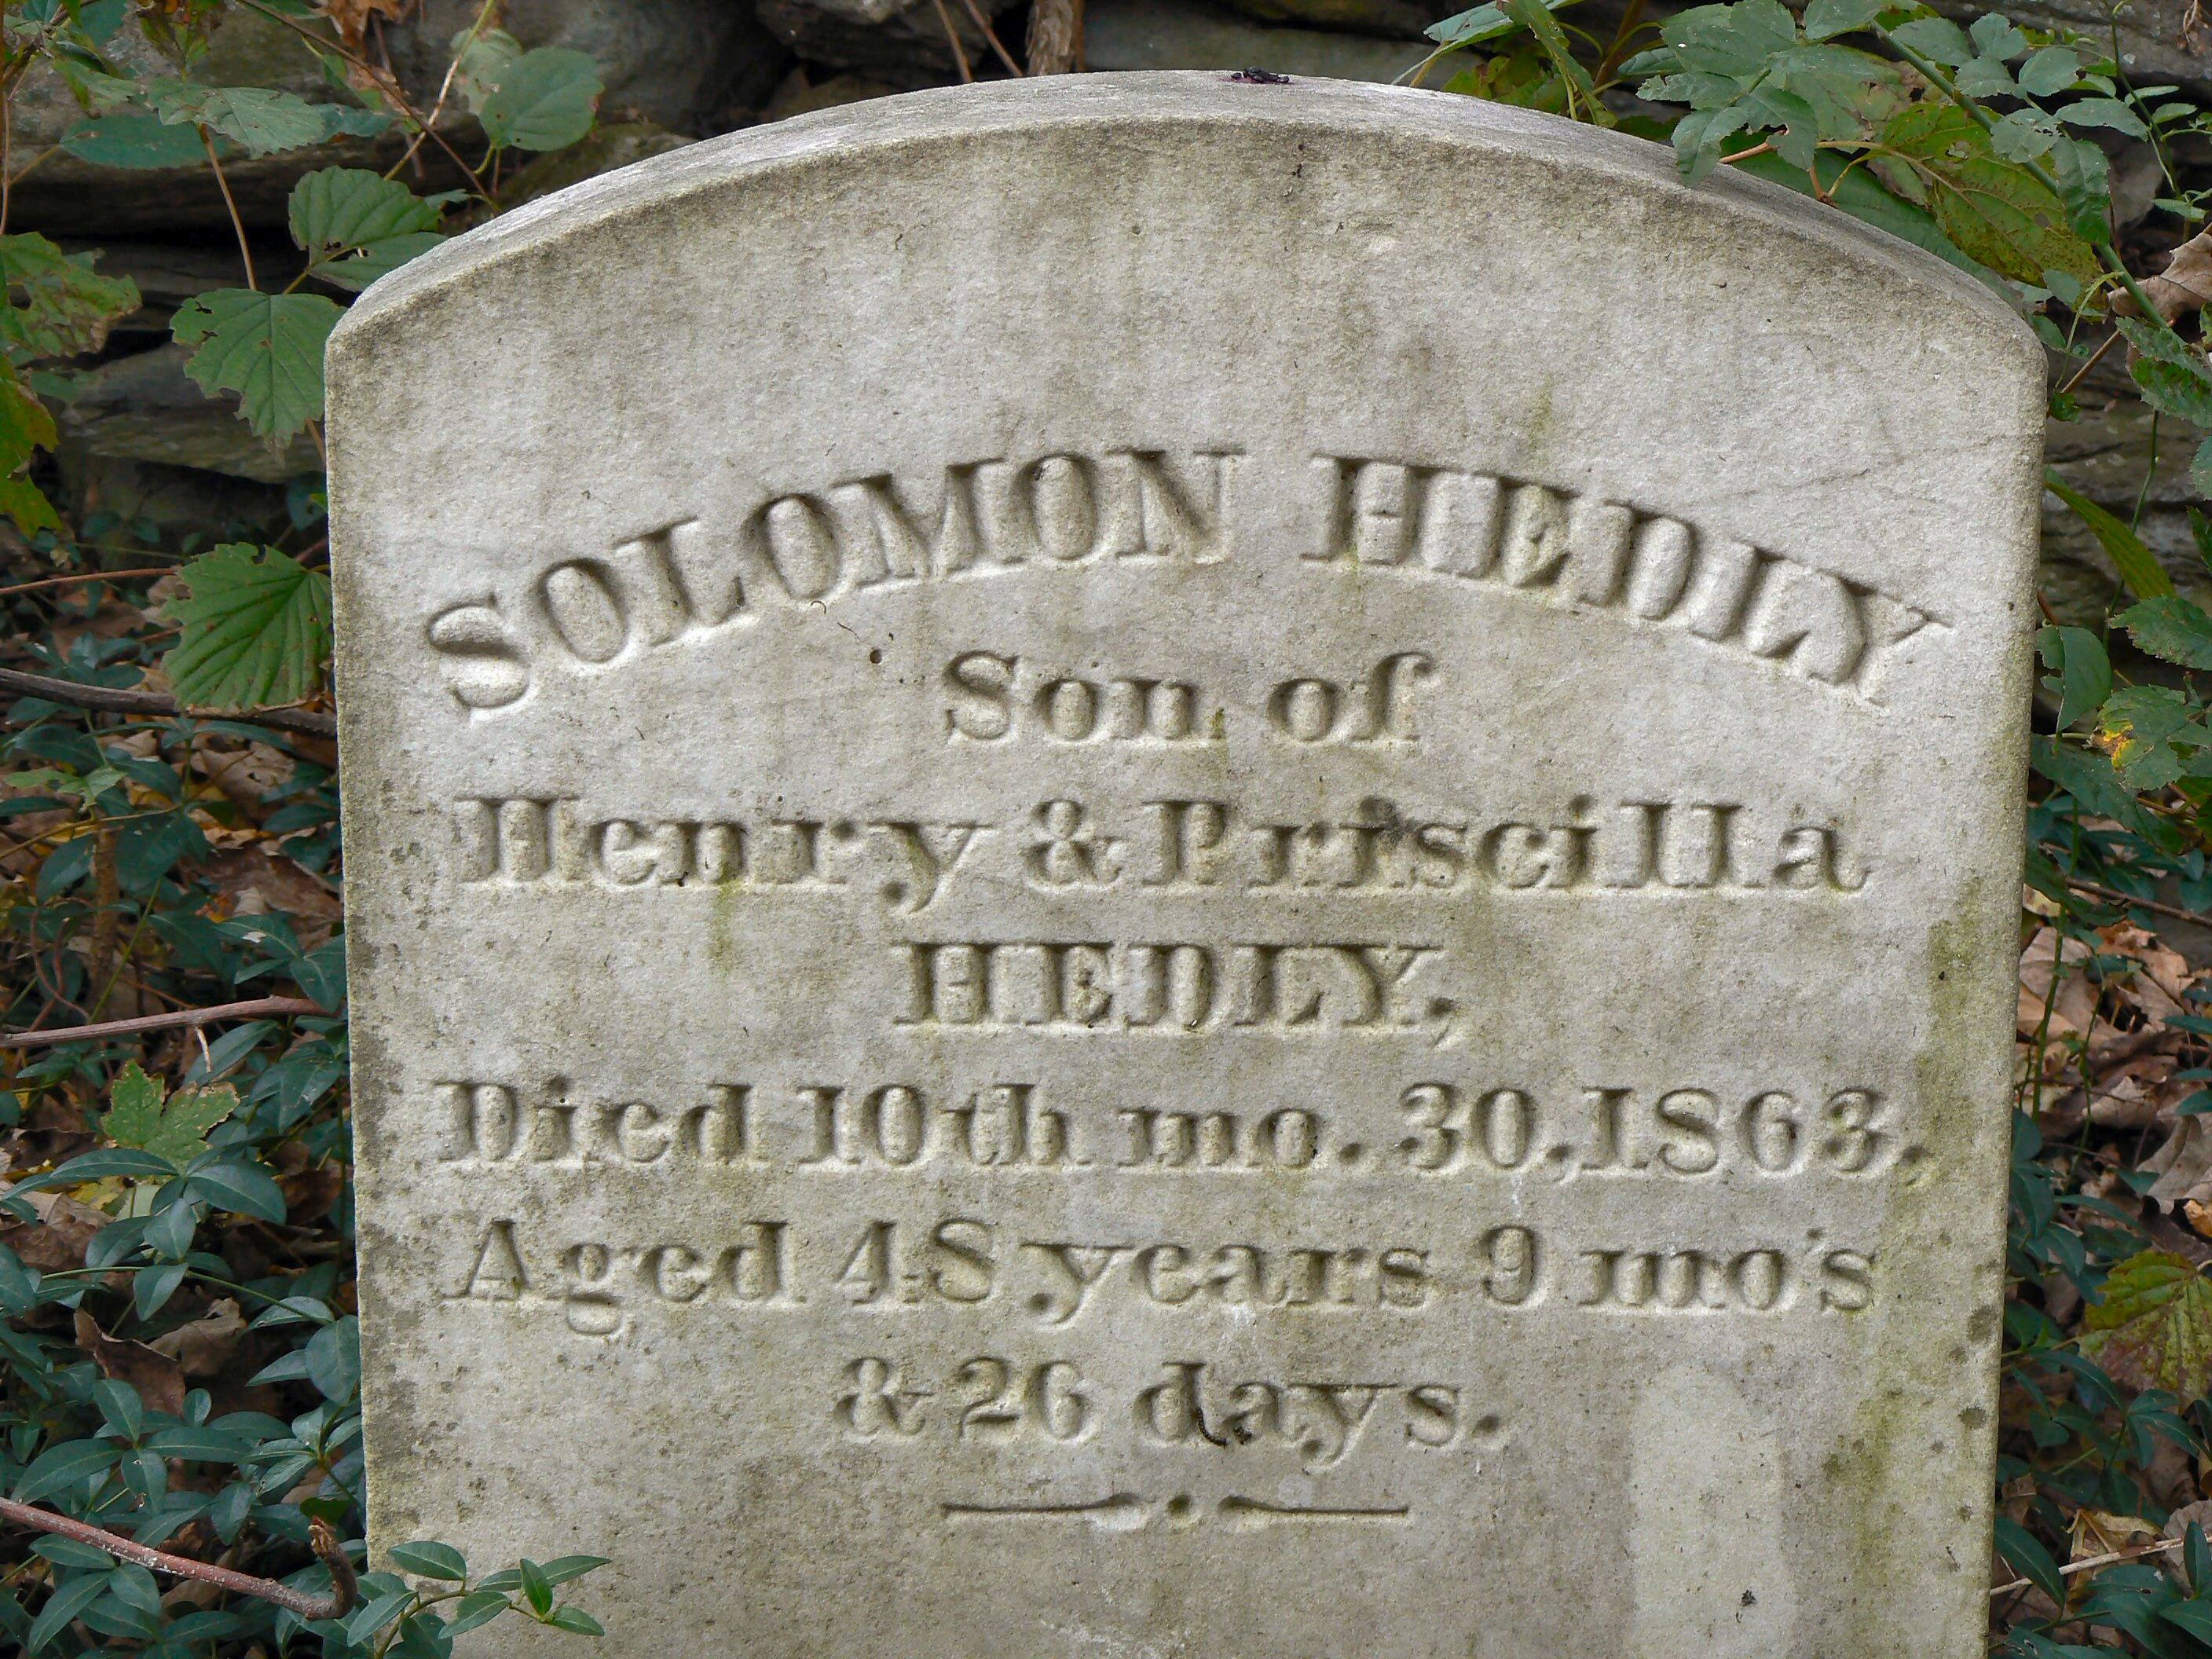 SOLOMON HEDLY
Son of
Henry & Priscilla
HEDLY,
Died 10th mo. 30, 1863,
Aged 48 years 9 mo's
& 26 days.